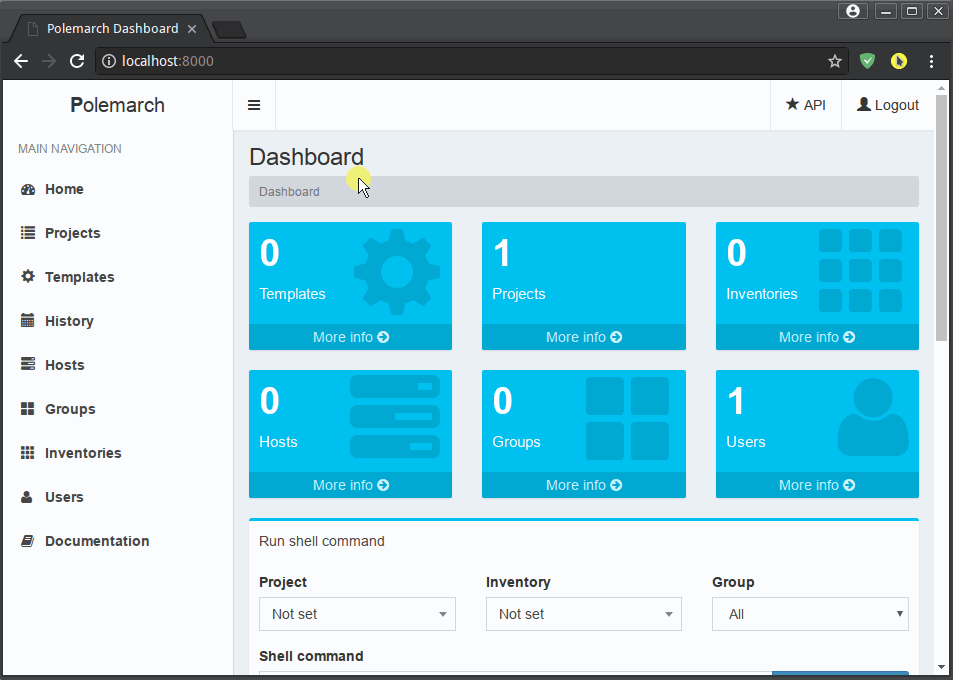 Polemarch Dashboard
localhost:8000
Polemarch
API
Logout
MAIN NAVIGATION
Home
Projects
Templates
History
Hosts
Groups
Inventories
Users
Documentation
Dashboard
Dashboard
0
Templates
More info
1
Projects
More info
0
Inventories
More info
0
Hosts
More info
0
Groups
More info
1
Users
More info
Run shell command
Project
Not set
Inventory
Not set
Group
All
Shell command